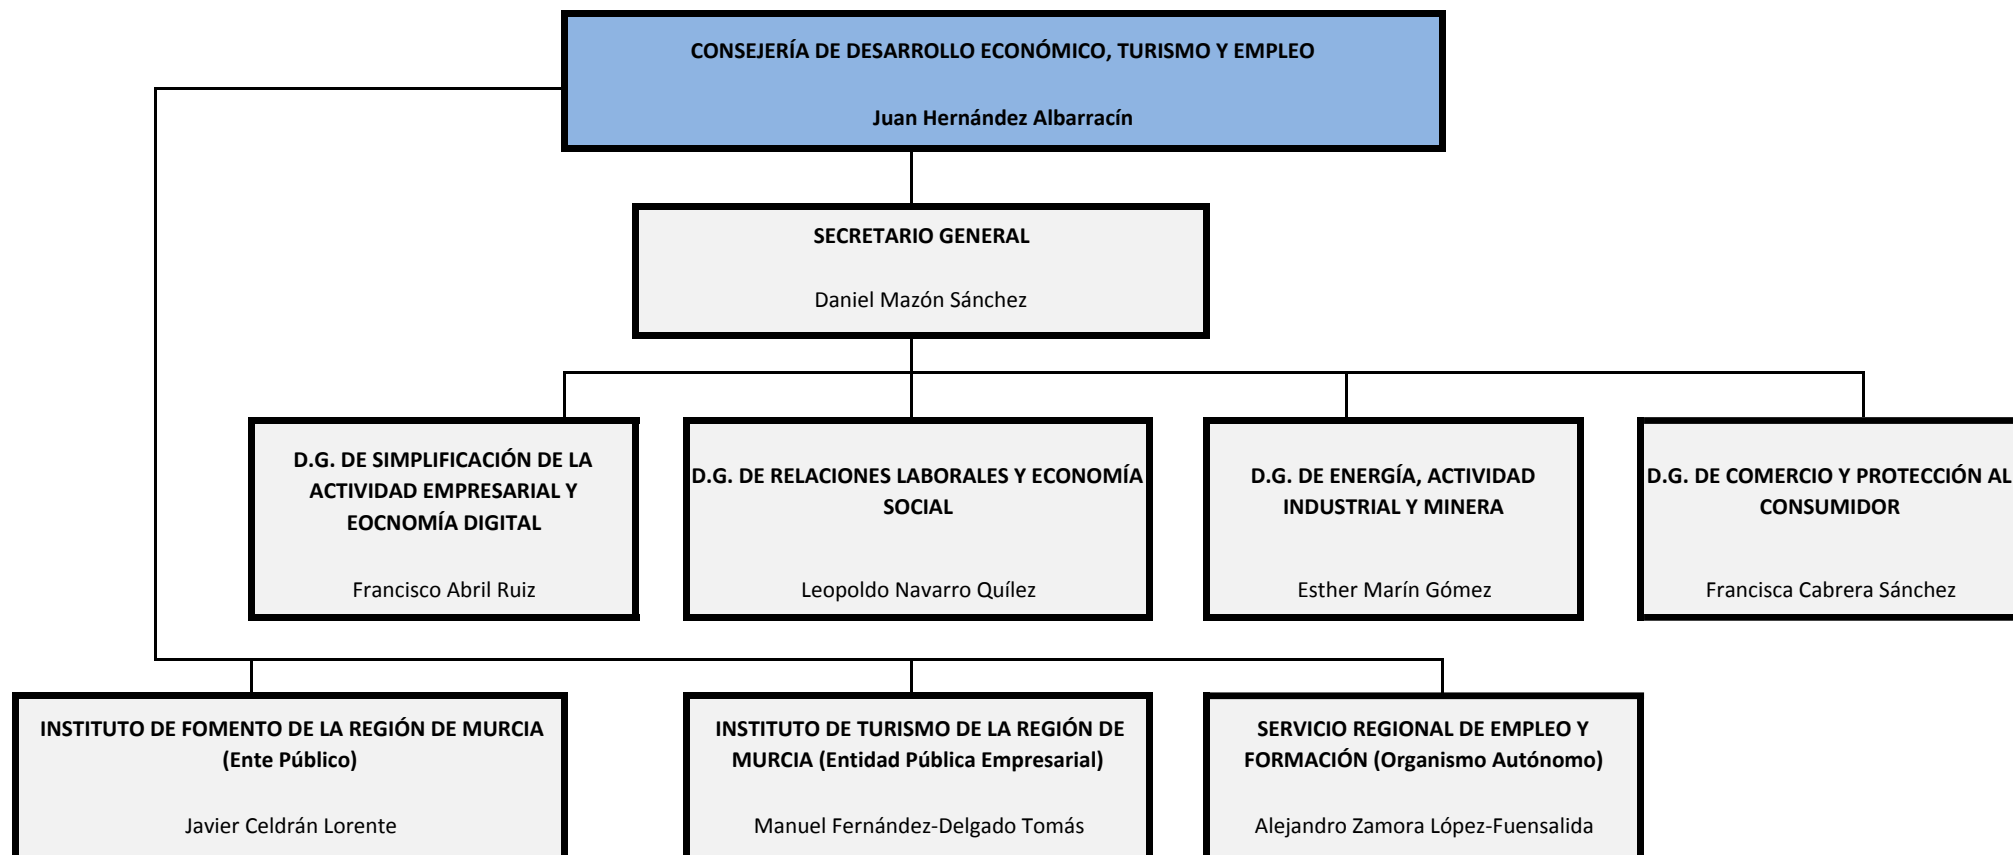 CONSEJERÍA DE DESARROLLO ECONÓMICO, TURISMO Y EMPLEO
Juan Hernández Albarracín
SECRETARIO GENERAL
Daniel Mazón Sánchez
D.G. DE SIMPLIFICACIÓN DE LA
ACTIVIDAD EMPRESARIAL Y
EOCNOMÍA DIGITAL
Francisco Abril Ruiz
D.G. DE RELACIONES LABORALES Y ECONOMÍA
SOCIAL
Leopoldo Navarro Quílez
D.G. DE ENERGÍA, ACTIVIDAD
INDUSTRIAL Y MINERA
Esther Marín Gómez
D.G. DE COMERCIO Y PROTECCIÓN AL
CONSUMIDOR
Francisca Cabrera Sánchez
INSTITUTO DE FOMENTO DE LA REGIÓN DE MURCIA
(Ente Público)
Javier Celdrán Lorente
INSTITUTO DE TURISMO DE LA REGIÓN DE
MURCIA (Entidad Pública Empresarial)
Manuel Fernández-Delgado Tomás
SERVICIO REGIONAL DE EMPLEO Y
FORMACIÓN (Organismo Autónomo)
Alejandro Zamora López-Fuensalida